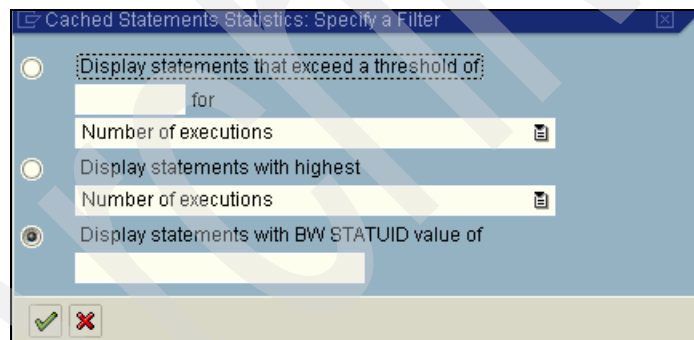 Cached Statements Statistics: Specify a Filter
Display statements that exceed a threshold of
for
Number of executions
Display statements with highest
Number of executions
Display statements with BW STATUID value of